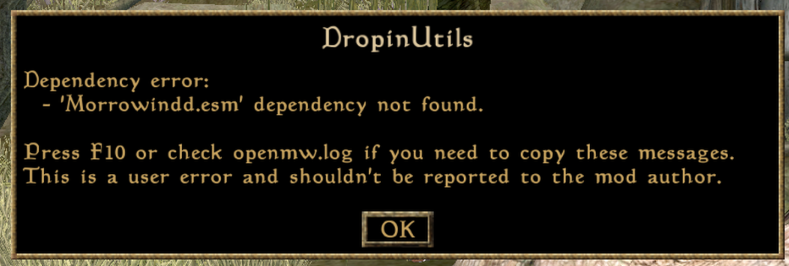 DropinUtils
Dependency error:
- 'Morrowindd.esm' dependency not found.
Press F10 or check openmw.log if you need to copy these messages.
This is a user error and shouldn't be reported to the mod author.
OK